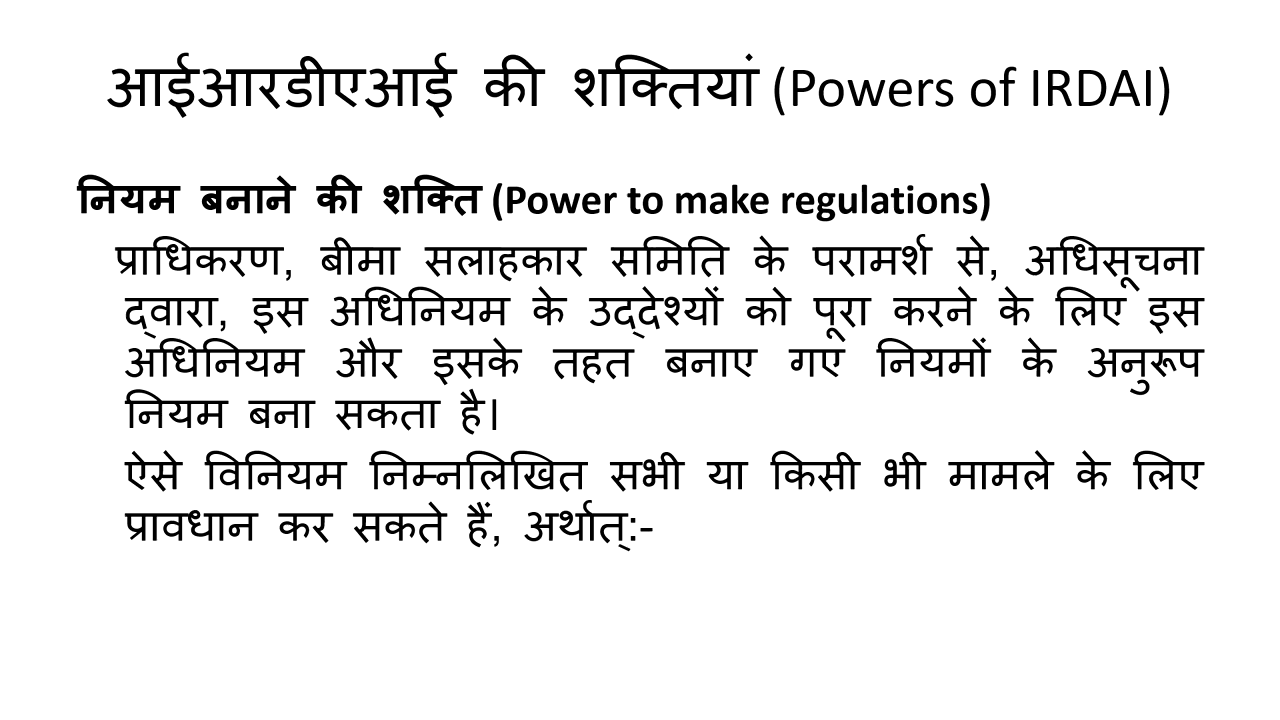 आईआरडीएआई की शक्तियां (Powers of IRDAI)
नियम बनाने की शक्ति (Power to make regulations)
प्राधिकरण, बीमा सलाहकार समिति के परामर्श से, अधिसूचना
द्वारा, इस अधिनियम के उद्देश्यों को पूरा करने के लिए इस
अधिनियम और इसके तहत बनाए गए नियमों के अनुरूप
नियम बना सकता है।
ऐसे विनियम निम्नलिखित सभी या किसी भी मामले के लिए
प्रावधान कर सकते हैं, अर्थात्:-